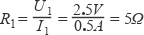 R₁ = U₁/I₁ = 2.5V/0.5A = 5Ω